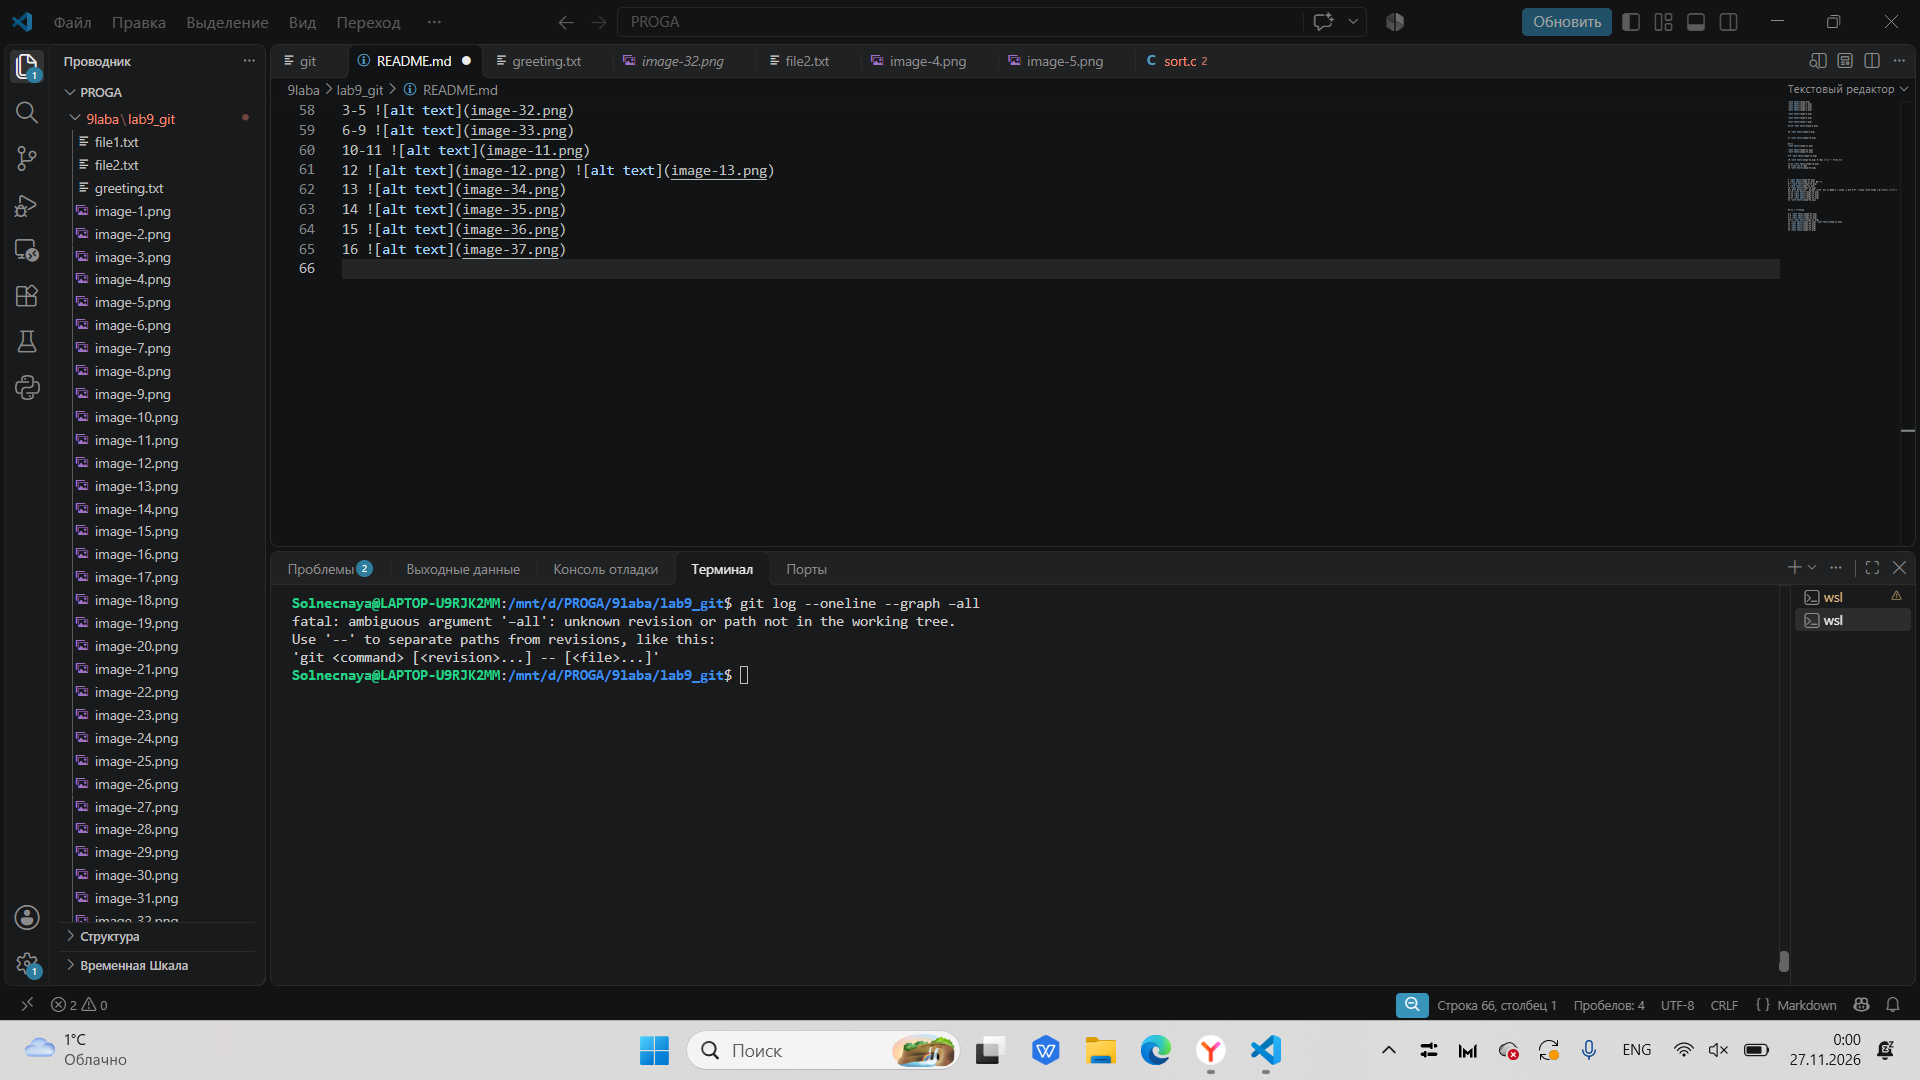 Файл Правка Выделение Вид Переход ··· PROGA Обновить
Проводник ···
PROGA
9laba\lab9_git
file1.txt
file2.txt
greeting.txt
image-1.png
image-2.png
image-3.png
image-4.png
image-5.png
image-6.png
image-7.png
image-8.png
image-9.png
image-10.png
image-11.png
image-12.png
image-13.png
image-14.png
image-15.png
image-16.png
image-17.png
image-18.png
image-19.png
image-20.png
image-21.png
image-22.png
image-23.png
image-24.png
image-25.png
image-26.png
image-27.png
image-28.png
image-29.png
image-30.png
image-31.png
image-32.png
Структура
Временная Шкала
1
1
git README.md greeting.txt image-32.png file2.txt image-4.png image-5.png C sort.c 2
9laba > lab9_git > README.md
Текстовый редактор
58 3-5 ![alt text](image-32.png)
59 6-9 ![alt text](image-33.png)
60 10-11 ![alt text](image-11.png)
61 12 ![alt text](image-12.png) ![alt text](image-13.png)
62 13 ![alt text](image-34.png)
63 14 ![alt text](image-35.png)
64 15 ![alt text](image-36.png)
65 16 ![alt text](image-37.png)
66
Проблемы 2 Выходные данные Консоль отладки Терминал Порты
Solnecnaya@LAPTOP-U9RJK2MM:/mnt/d/PROGA/9laba/lab9_git$ git log --oneline --graph –all
fatal: ambiguous argument '–all': unknown revision or path not in the working tree.
Use '--' to separate paths from revisions, like this:
'git <command> [<revision>...] -- [<file>...]'
Solnecnaya@LAPTOP-U9RJK2MM:/mnt/d/PROGA/9laba/lab9_git$
wsl
wsl
2 0 Строка 66, столбец 1 Пробелов: 4 UTF-8 CRLF {} Markdown
1°C
Облачно
Поиск
ENG
0:00
27.11.2026